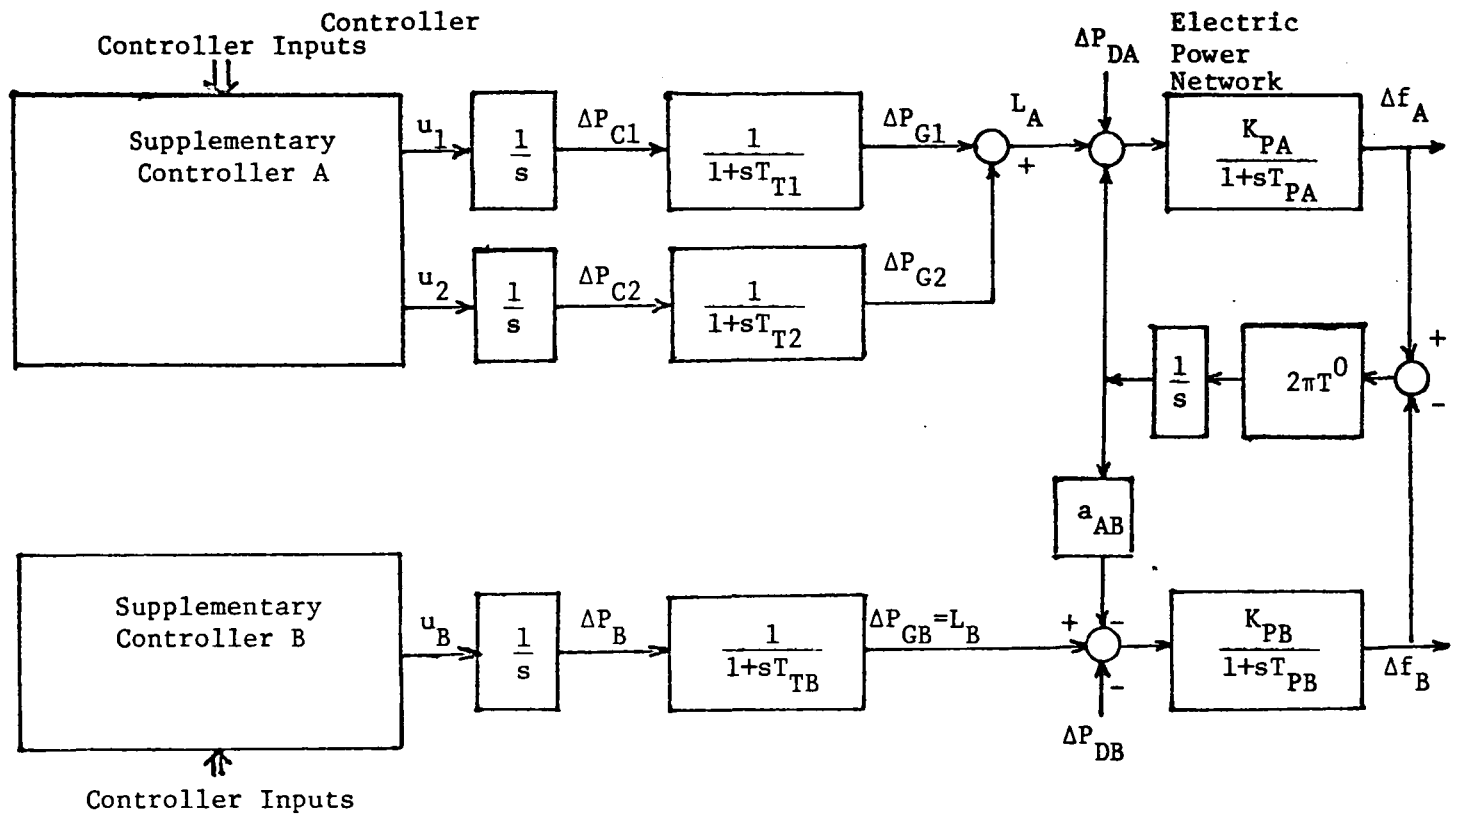 Controller
Controller Inputs
Supplementary
Controller A
u1
1
s
ΔPC1
1
1+sTT1
ΔPG1
+
LA
ΔPDA
Electric
Power
Network
KPA
1+sTPA
ΔfA
u2
1
s
ΔPC2
1
1+sTT2
ΔPG2
1
s
2πT0
+
-
aAB
Supplementary
Controller B
uB
1
s
ΔPB
1
1+sTTB
ΔPGB=LB
+
-
-
ΔPDB
KPB
1+sTPB
ΔfB
Controller Inputs